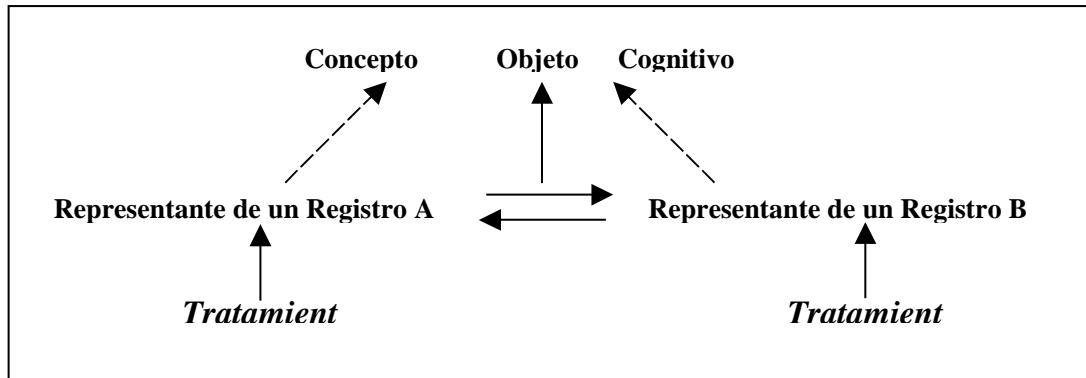 Concepto Objeto Cognitivo
Representante de un Registro A Representante de un Registro B
Tratamient Tratamient